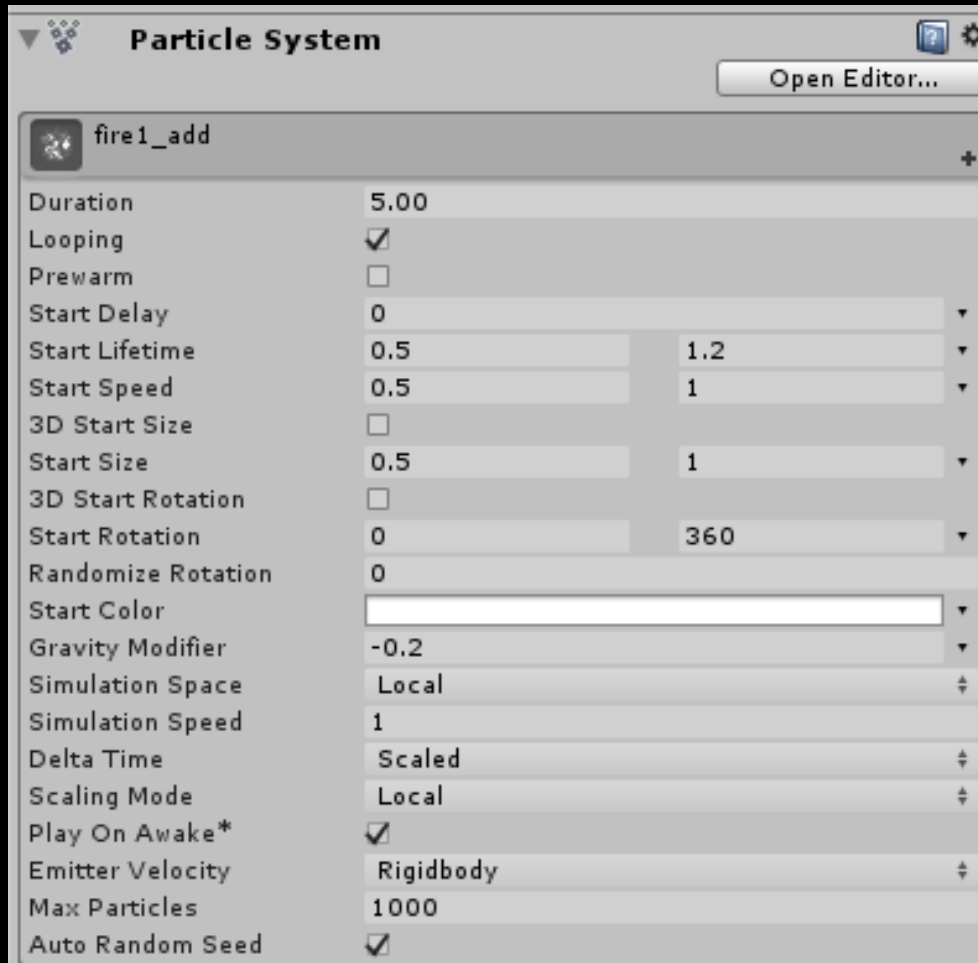 Particle System
Open Editor...
fire1_add
Duration 5.00
Looping
Prewarm
Start Delay 0
Start Lifetime 0.5 1.2
Start Speed 0.5 1
3D Start Size
Start Size 0.5 1
3D Start Rotation
Start Rotation 0 360
Randomize Rotation 0
Start Color
Gravity Modifier -0.2
Simulation Space Local
Simulation Speed 1
Delta Time Scaled
Scaling Mode Local
Play On Awake*
Emitter Velocity Rigidbody
Max Particles 1000
Auto Random Seed